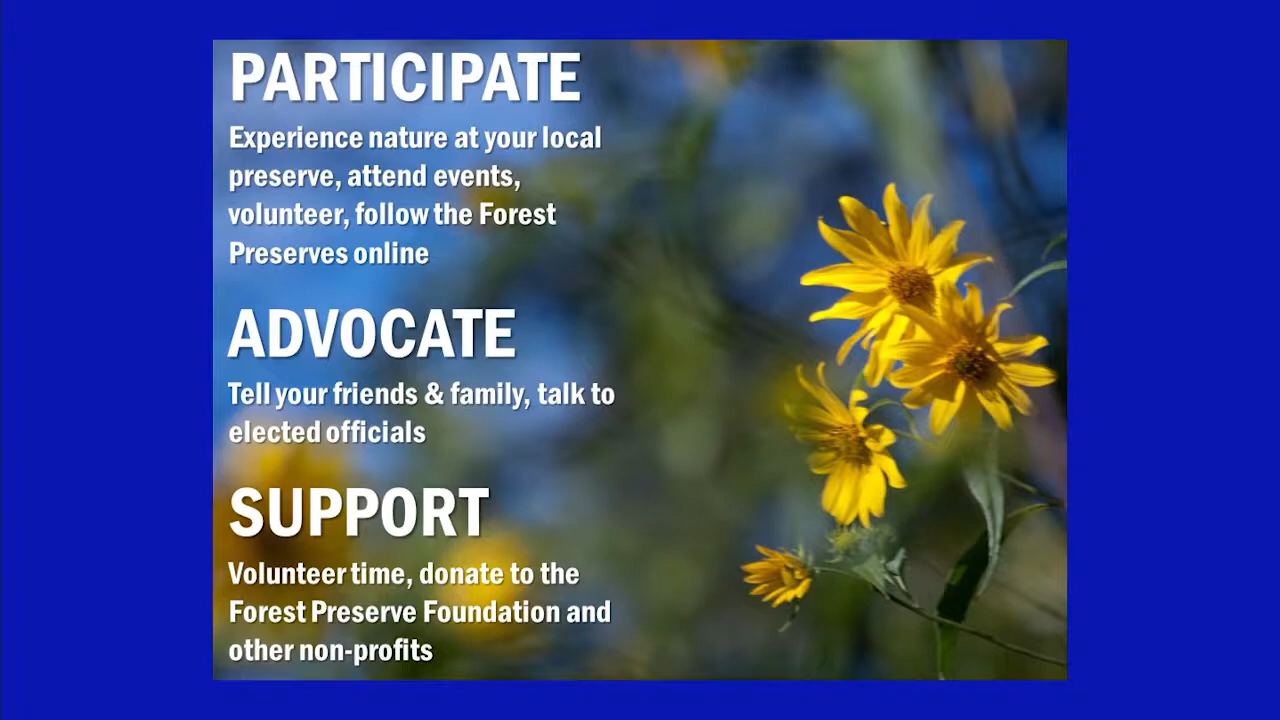 PARTICIPATE
Experience nature at your local
preserve, attend events,
volunteer, follow the Forest
Preserves online
ADVOCATE
Tell your friends & family, talk to
elected officials
SUPPORT
Volunteer time, donate to the
Forest Preserve Foundation and
other non-profits